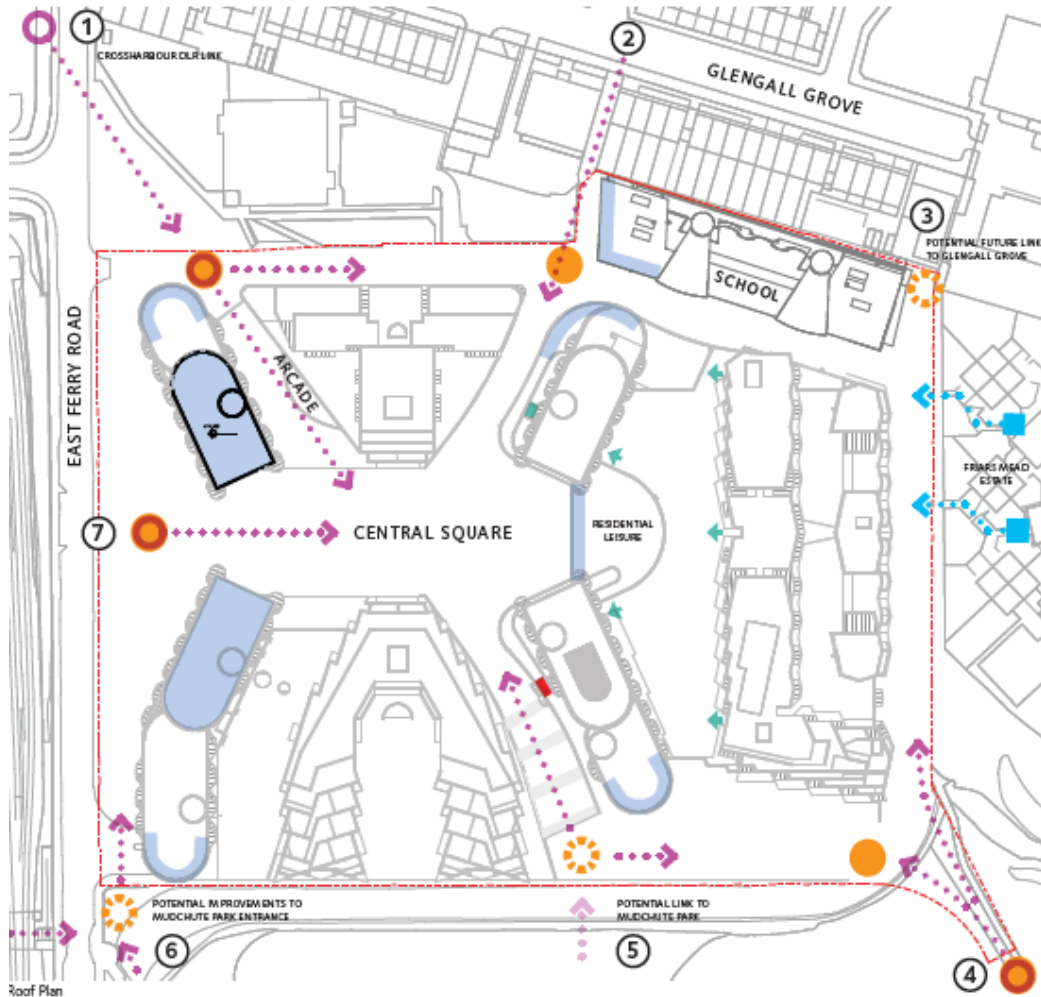 1
CROSSHARBOUR DLR LINK
2
GLENGALL GROVE
3
POTENTIAL FUTURE LINK
TO GLENGALL GROVE
SCHOOL
EAST FERRY ROAD
ARCADE
FRIARS MEAD
ESTATE
7
CENTRAL SQUARE
RESIDENTIAL
LEISURE
POTENTIAL IMPROVEMENTS TO
MUDCHUTE PARK ENTRANCE
POTENTIAL LINK TO
MUDCHUTE PARK
6
5
4
Roof Plan